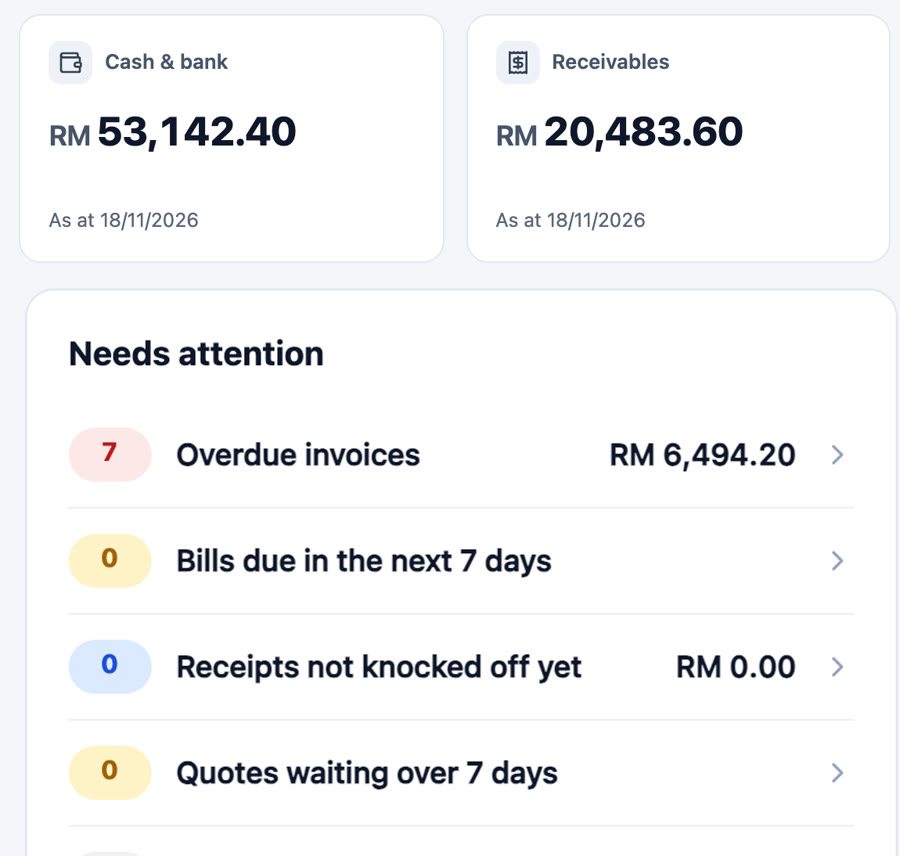 Cash & bank
RM 53,142.40
As at 18/11/2026
Receivables
RM 20,483.60
As at 18/11/2026
Needs attention
7 Overdue invoices RM 6,494.20
0 Bills due in the next 7 days
0 Receipts not knocked off yet RM 0.00
0 Quotes waiting over 7 days